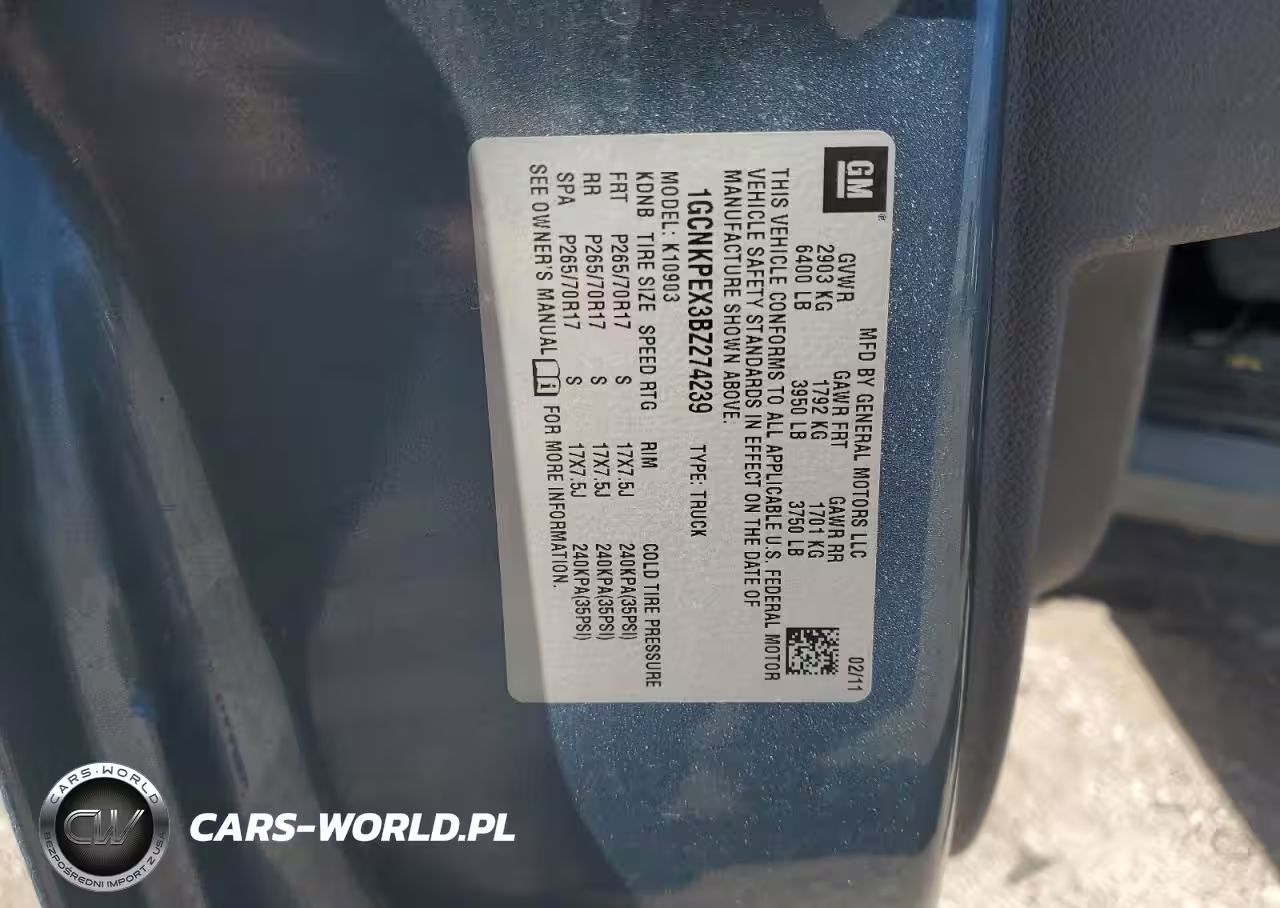 GM®
MFD BY GENERAL MOTORS LLC 02/11
GVWR GAWR FRT GAWR RR
2903 KG 1792 KG 1701 KG
6400 LB 3950 LB 3750 LB
THIS VEHICLE CONFORMS TO ALL APPLICABLE U.S. FEDERAL MOTOR
VEHICLE SAFETY STANDARDS IN EFFECT ON THE DATE OF
MANUFACTURE SHOWN ABOVE.
1GCNKPEX3BZ274239 TYPE: TRUCK
MODEL: K10903
KDNB TIRE SIZE SPEED RTG RIM COLD TIRE PRESSURE
FRT P265/70R17 S 17X7.5J 240KPA(35PSI)
RR P265/70R17 S 17X7.5J 240KPA(35PSI)
SPA P265/70R17 S 17X7.5J 240KPA(35PSI)
SEE OWNER'S MANUAL FOR MORE INFORMATION.
CARS-WORLD
CW
BEZPOŚREDNI IMPORT Z USA
CARS-WORLD.PL